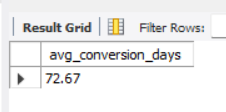 Result Grid Filter Rows:
avg_conversion_days
72.67